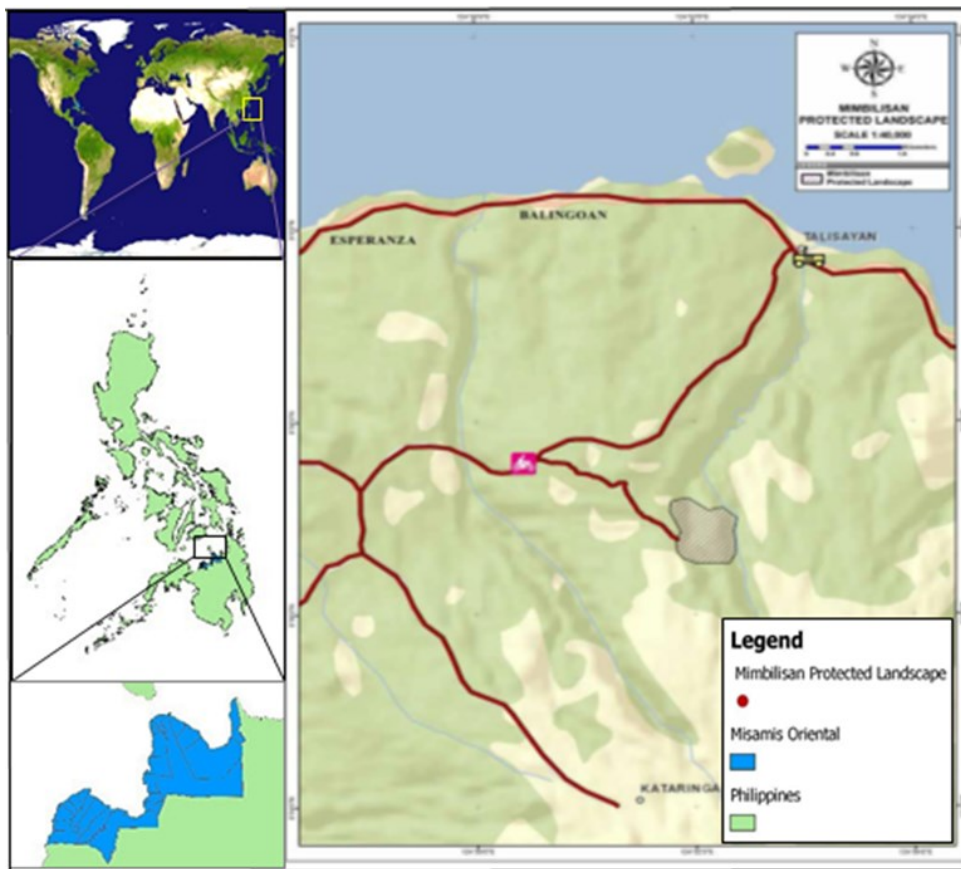 N
W
E
S
MIMBILISAN
PROTECTED LANDSCAPE
SCALE 1:40,000
Mimbilisan
Protected Landscape
TALISAYAN
BALINGOAN
ESPERANZA
KATARINGA
Legend
Mimbilisan Protected Landscape
Misamis Oriental
Philippines